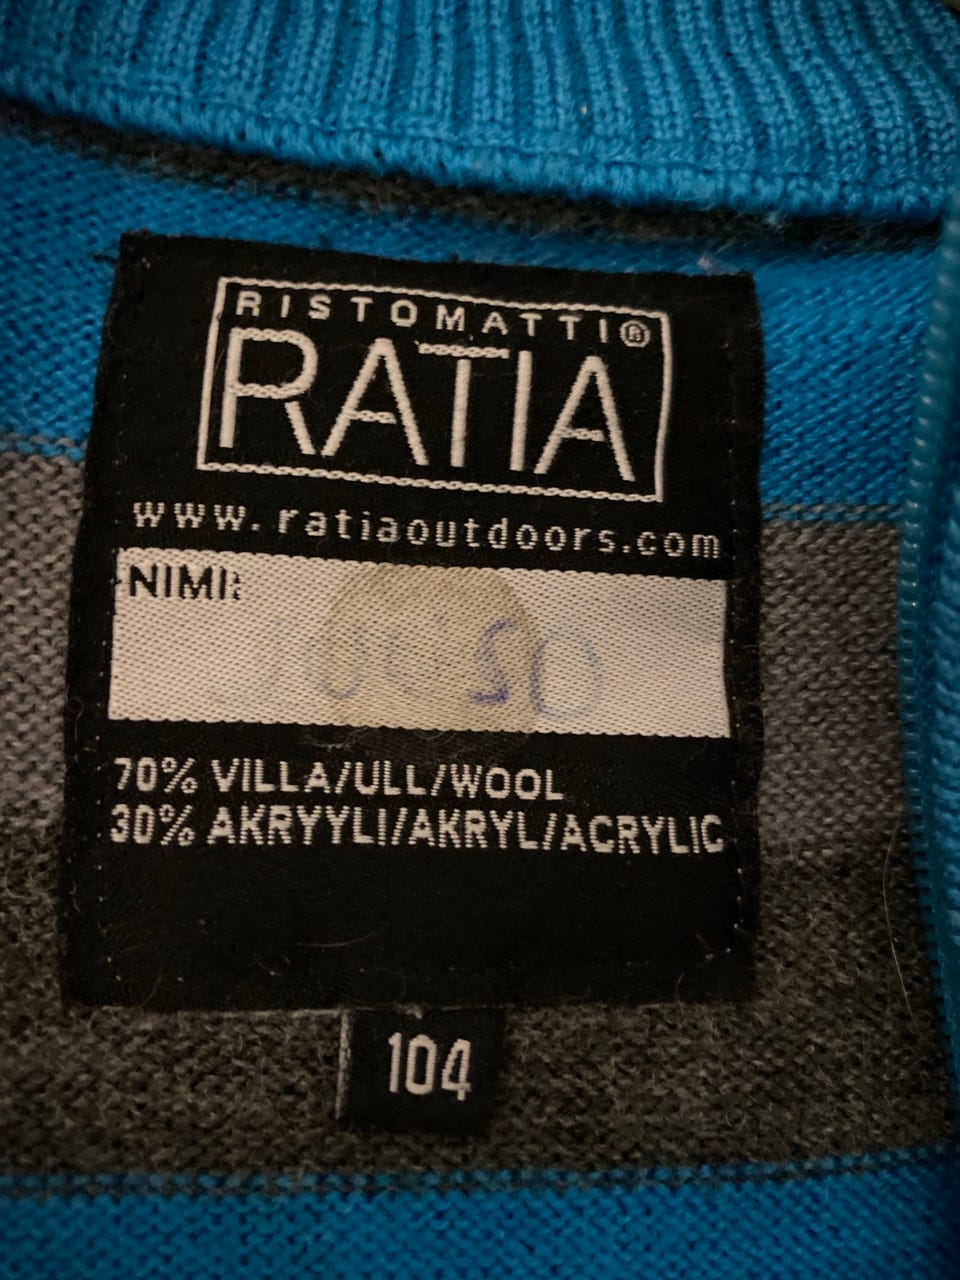 RISTOMATTI®
RATIA
www.ratiaoutdoors.com
NIMI:
70% VILLA/ULL/WOOL
30% AKRYYLI/AKRYL/ACRYLIC
104